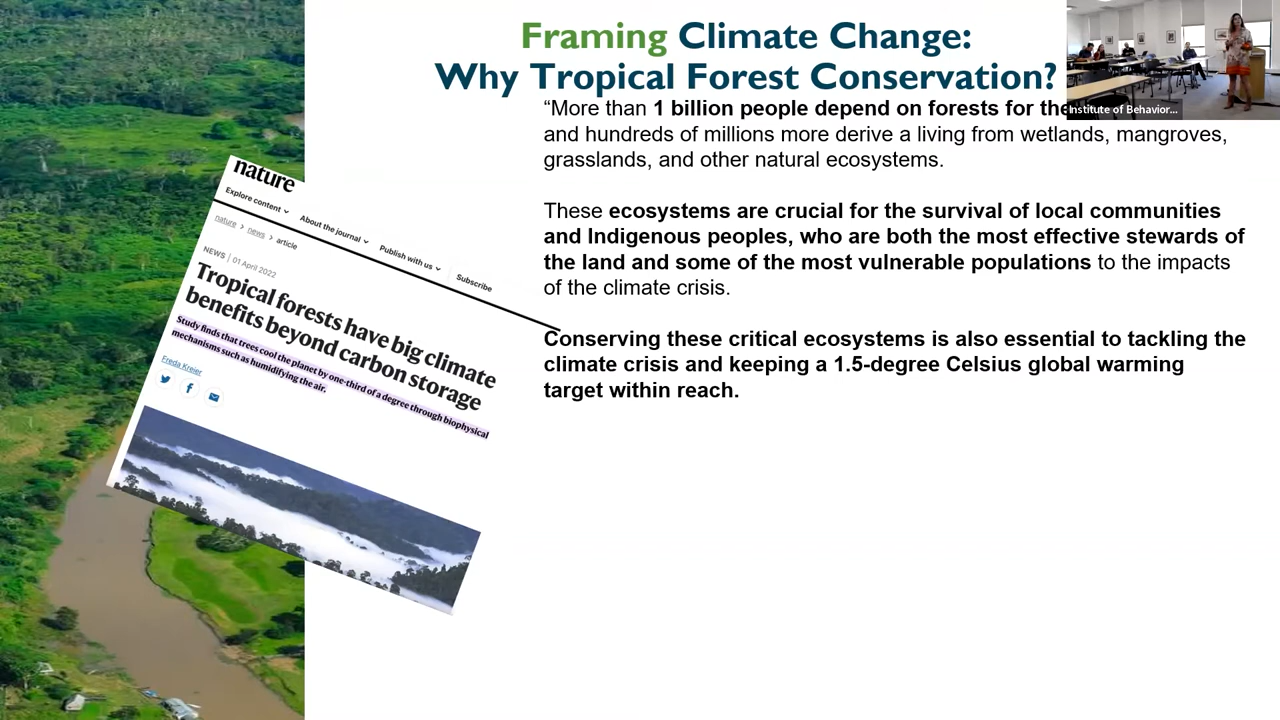 Framing Climate Change:
Why Tropical Forest Conservation?
Institute of Behavior...
“More than 1 billion people depend on forests for
and hundreds of millions more derive a living from wetlands, mangroves,
grasslands, and other natural ecosystems.
These ecosystems are crucial for the survival of local communities
and Indigenous peoples, who are both the most effective stewards of
the land and some of the most vulnerable populations to the impacts
of the climate crisis.
Conserving these critical ecosystems is also essential to tackling the
climate crisis and keeping a 1.5-degree Celsius global warming
target within reach.
nature
Explore content About the journal Publish with us Subscribe
nature > news > article
NEWS | 01 April 2022
Tropical forests have big climate
benefits beyond carbon storage
Study finds that trees cool the planet by one-third of a degree through biophysical
mechanisms such as humidifying the air.
Freda Kreier